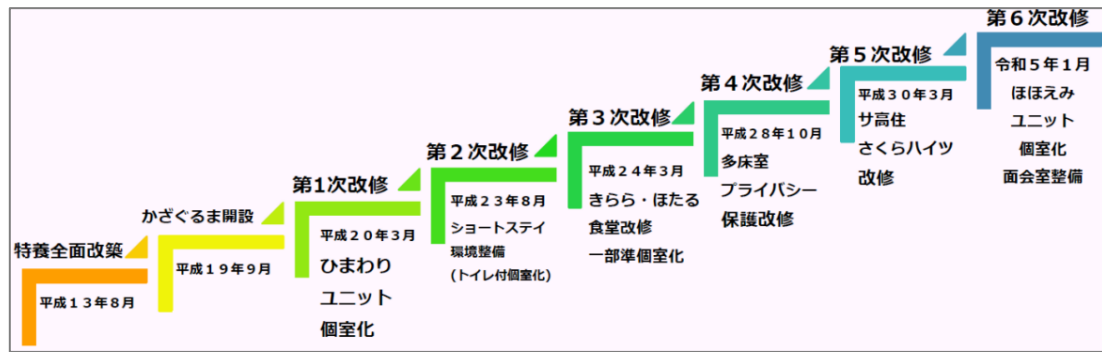 特養全面改築
平成１３年８月
かざぐるま開設
平成１９年９月
第1次改修
平成２０年３月
ひまわり
ユニット
個室化
第２次改修
平成２３年８月
ショートステイ
環境整備
(トイレ付個室化)
第３次改修
平成２４年３月
きらら・ほたる
食堂改修
一部準個室化
第４次改修
平成２８年１０月
多床室
プライバシー
保護改修
第５次改修
平成３０年３月
サ高住
さくらハイツ
改修
第６次改修
令和５年１月
ほほえみ
ユニット
個室化
面会室整備